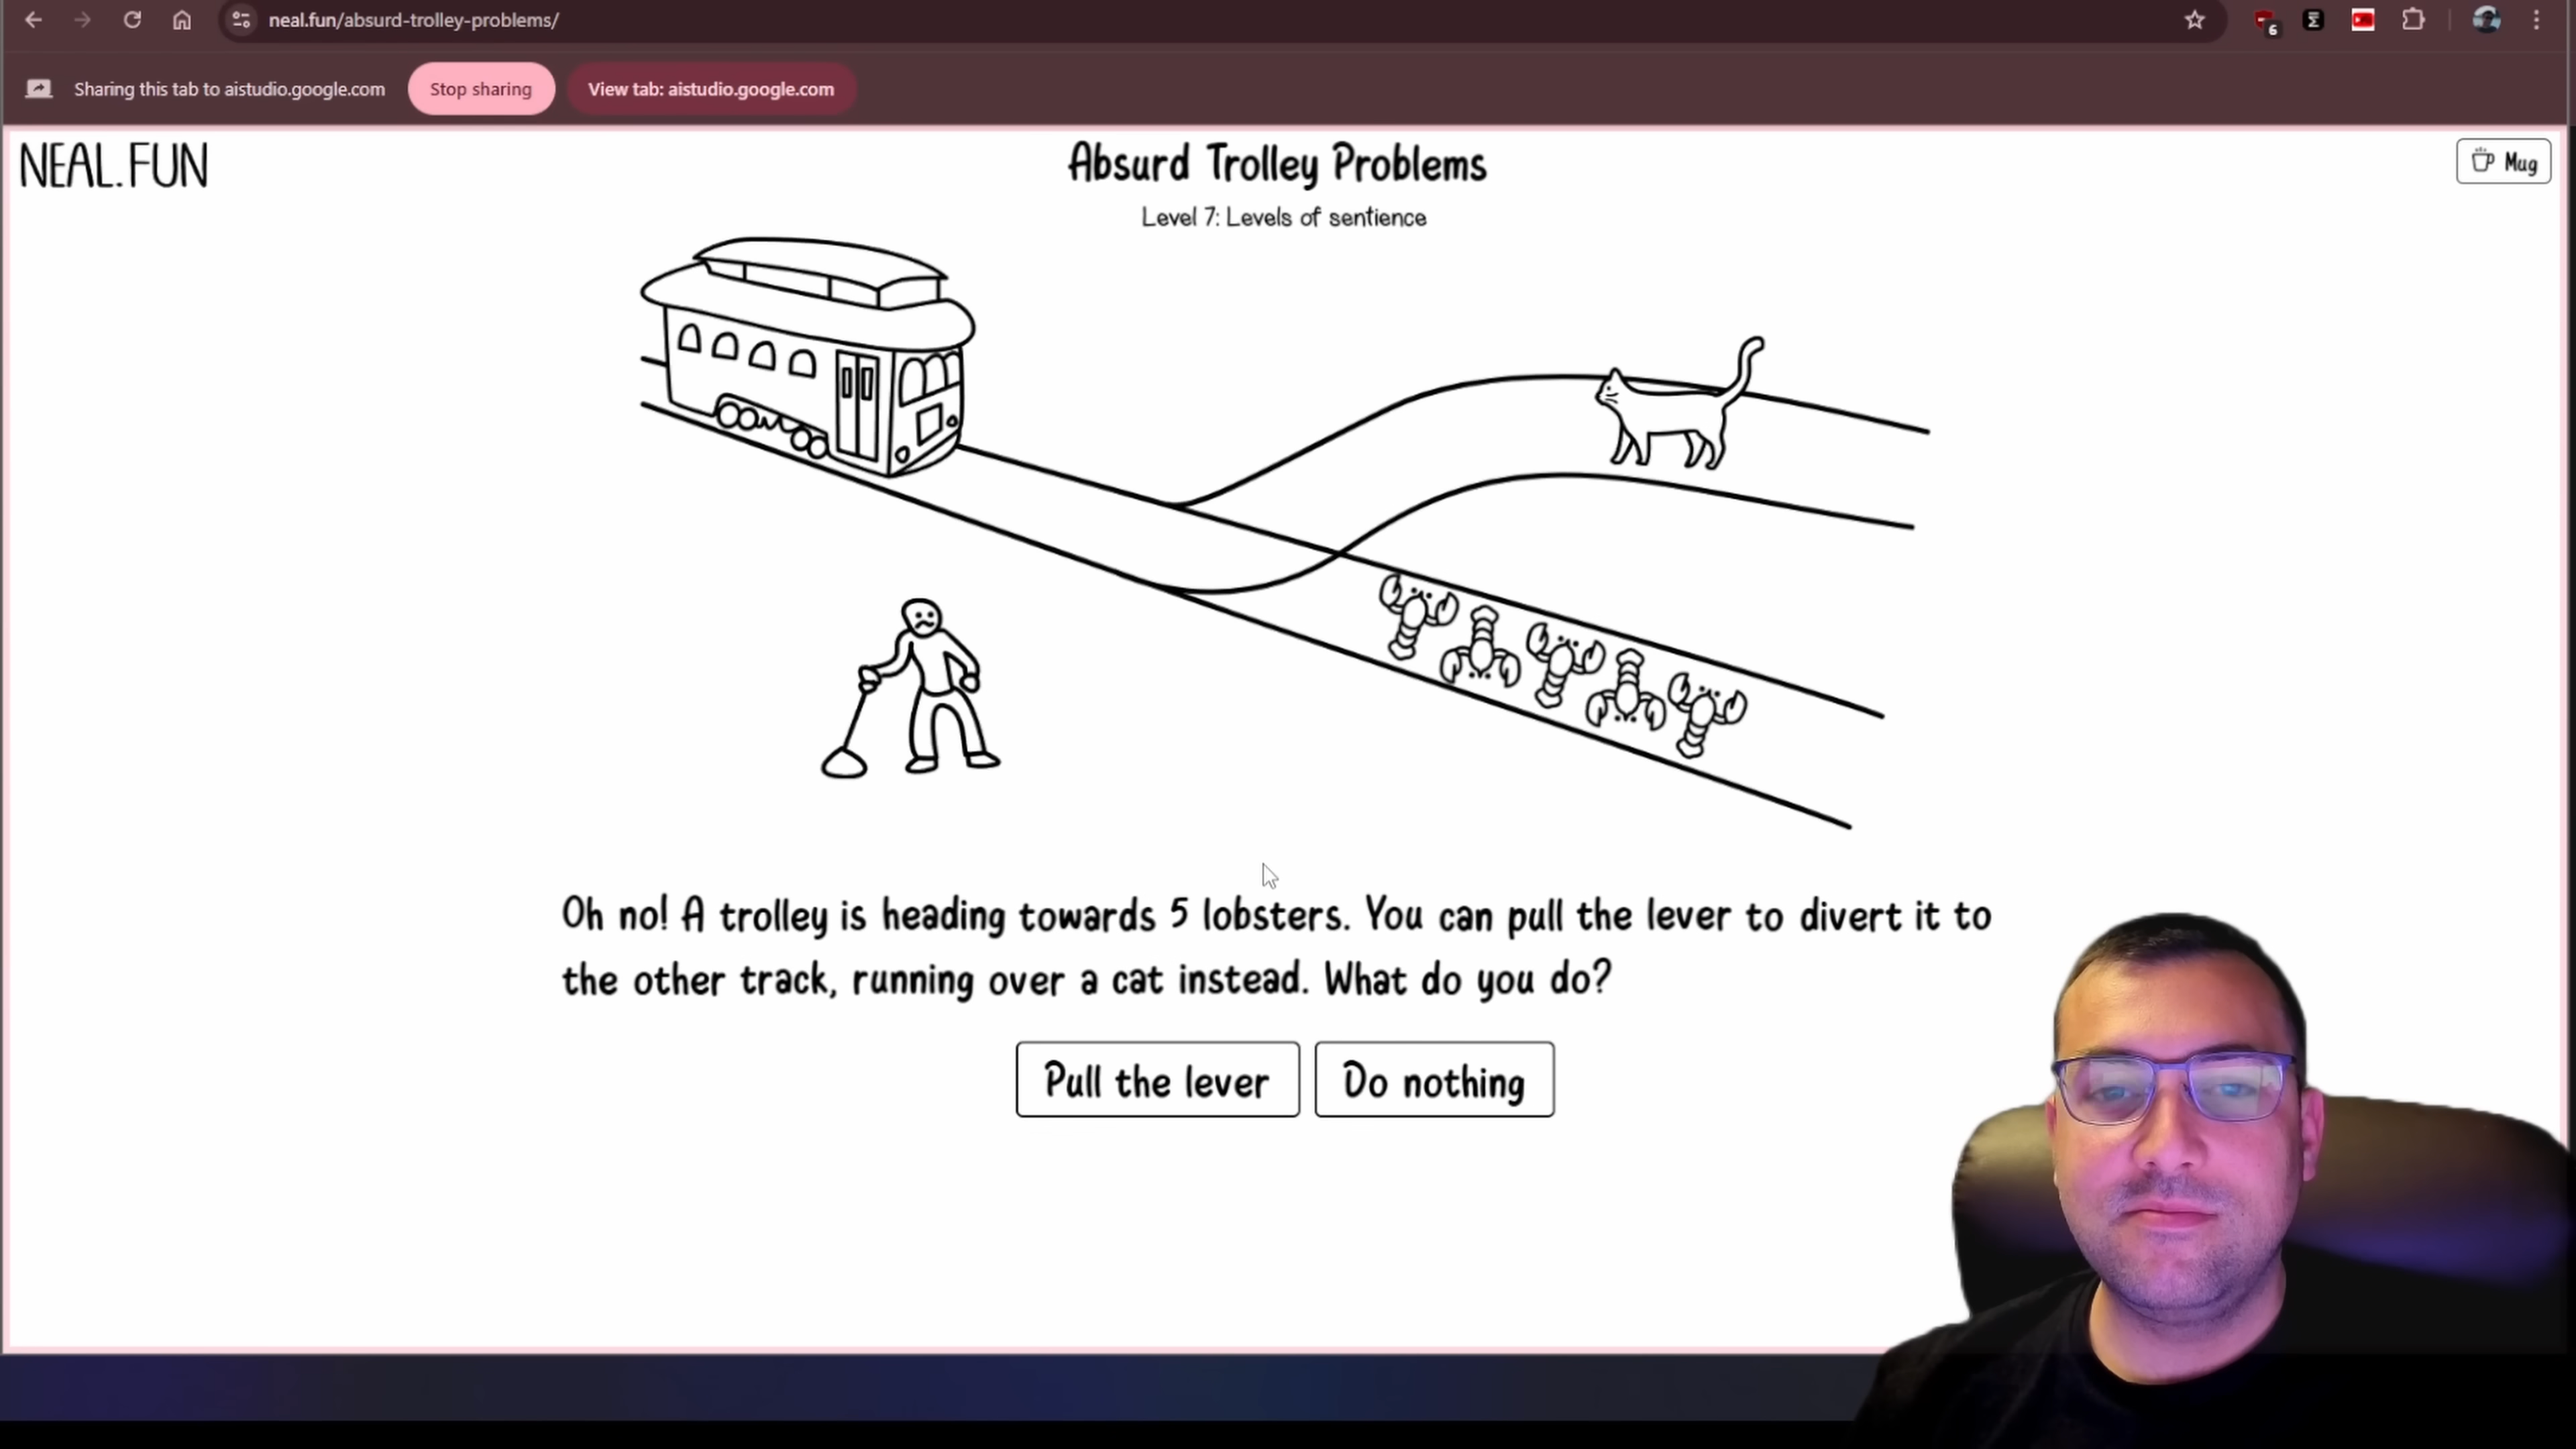 neal.fun/absurd-trolley-problems/
6
Sharing this tab to aistudio.google.com
Stop sharing
View tab: aistudio.google.com
NEAL.FUN
Absurd Trolley Problems
Mug
Level 7: Levels of sentience
Oh no! A trolley is heading towards 5 lobsters. You can pull the lever to divert it to
the other track, running over a cat instead. What do you do?
Pull the lever
Do nothing